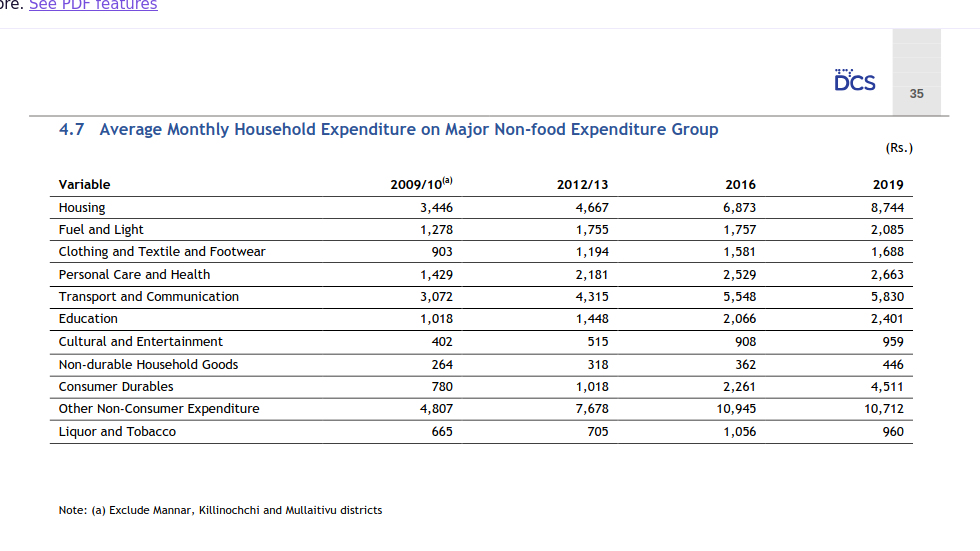 ore. See PDF features
DCS
35
4.7 Average Monthly Household Expenditure on Major Non-food Expenditure Group
(Rs.)
Variable 2009/10(a) 2012/13 2016 2019
Housing 3,446 4,667 6,873 8,744
Fuel and Light 1,278 1,755 1,757 2,085
Clothing and Textile and Footwear 903 1,194 1,581 1,688
Personal Care and Health 1,429 2,181 2,529 2,663
Transport and Communication 3,072 4,315 5,548 5,830
Education 1,018 1,448 2,066 2,401
Cultural and Entertainment 402 515 908 959
Non-durable Household Goods 264 318 362 446
Consumer Durables 780 1,018 2,261 4,511
Other Non-Consumer Expenditure 4,807 7,678 10,945 10,712
Liquor and Tobacco 665 705 1,056 960
Note: (a) Exclude Mannar, Killinochchi and Mullaitivu districts